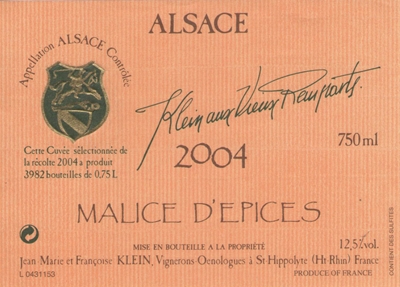 ALSACE
Appellation ALSACE Contrôlée
Klein aux Vieux Remparts.
750 ml
Cette Cuvée sélectionnée de
la récolte 2004 a produit
3982 bouteilles de 0,75 L
2004
MALICE D'EPICES
MISE EN BOUTEILLE A LA PROPRIÉTÉ
12,5% vol.
Jean Marie et Françoise KLEIN, Vignerons-Oenologues à St-Hippolyte (Ht-Rhin) France
L 0431153
PRODUCE OF FRANCE
CONTIENT DES SULFITES